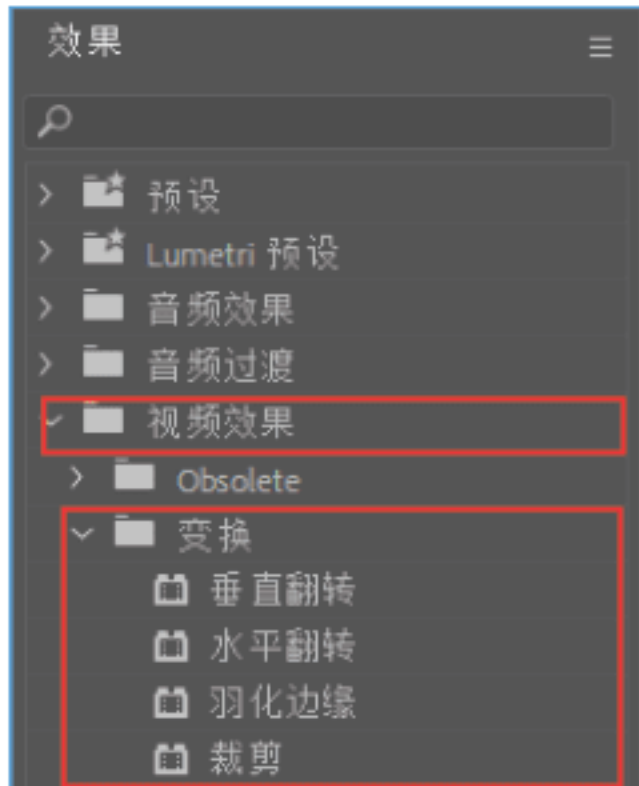 效果
预设
Lumetri 预设
音频效果
音频过渡
视频效果
Obsolete
变换
垂直翻转
水平翻转
羽化边缘
裁剪